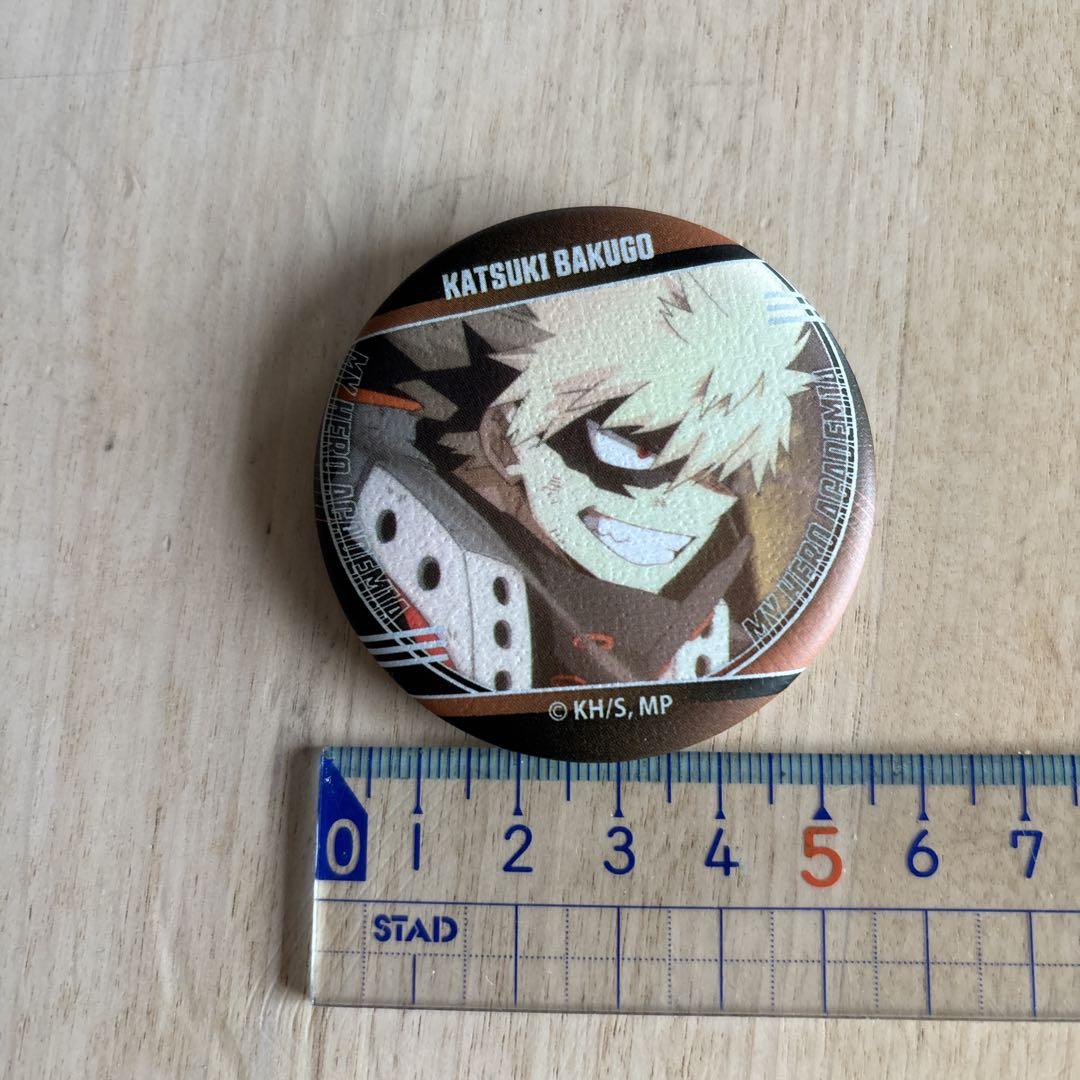 KATSUKI BAKUGO
MY HERO ACADEMIA
MY HERO ACADEMIA
© KH/S, MP
0 1 2 3 4 5 6 7
STAD